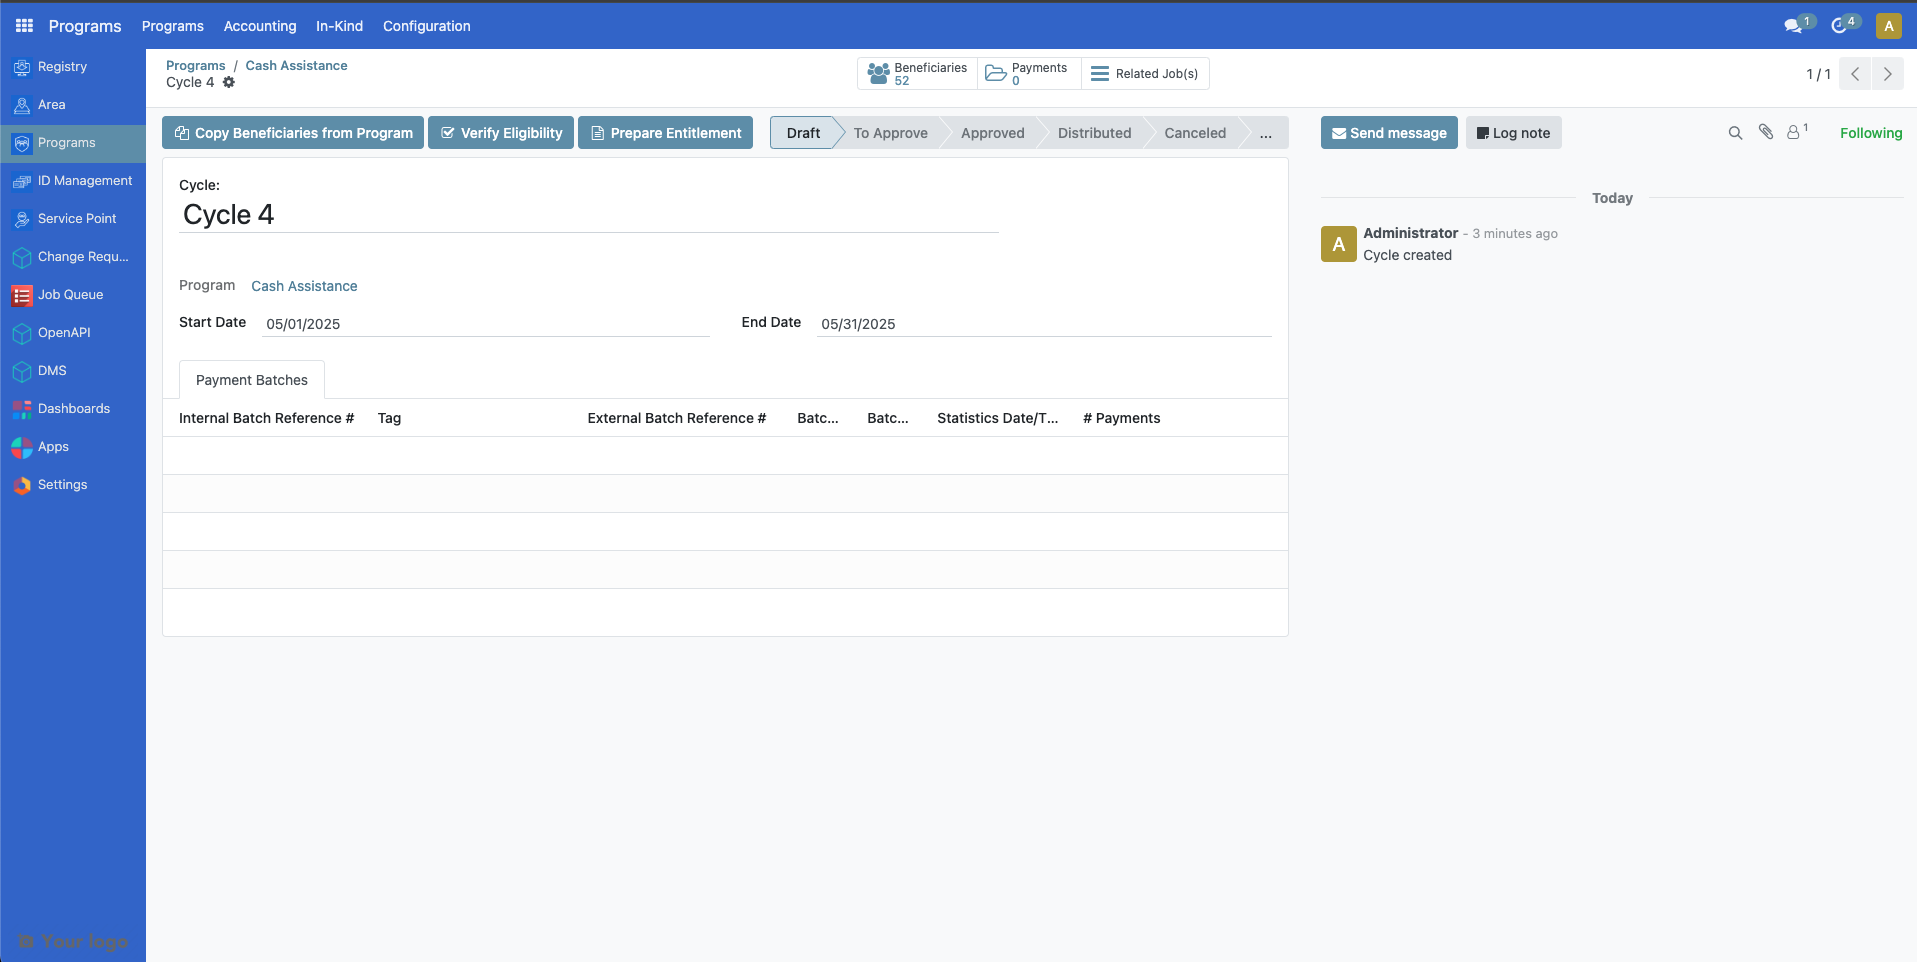 Programs
Programs
Accounting
In-Kind
Configuration
1
4
A
Registry
Area
Programs
ID Management
Service Point
Change Requ...
Job Queue
OpenAPI
DMS
Dashboards
Apps
Settings
Your logo
Programs / Cash Assistance
Cycle 4
Beneficiaries
52
Payments
0
Related Job(s)
1 / 1
Copy Beneficiaries from Program
Verify Eligibility
Prepare Entitlement
Draft
To Approve
Approved
Distributed
Canceled
...
Send message
Log note
1
Following
Cycle:
Cycle 4
Program
Cash Assistance
Start Date
05/01/2025
End Date
05/31/2025
Payment Batches
Internal Batch Reference #
Tag
External Batch Reference #
Batc...
Batc...
Statistics Date/T...
# Payments
Today
A
Administrator - 3 minutes ago
Cycle created